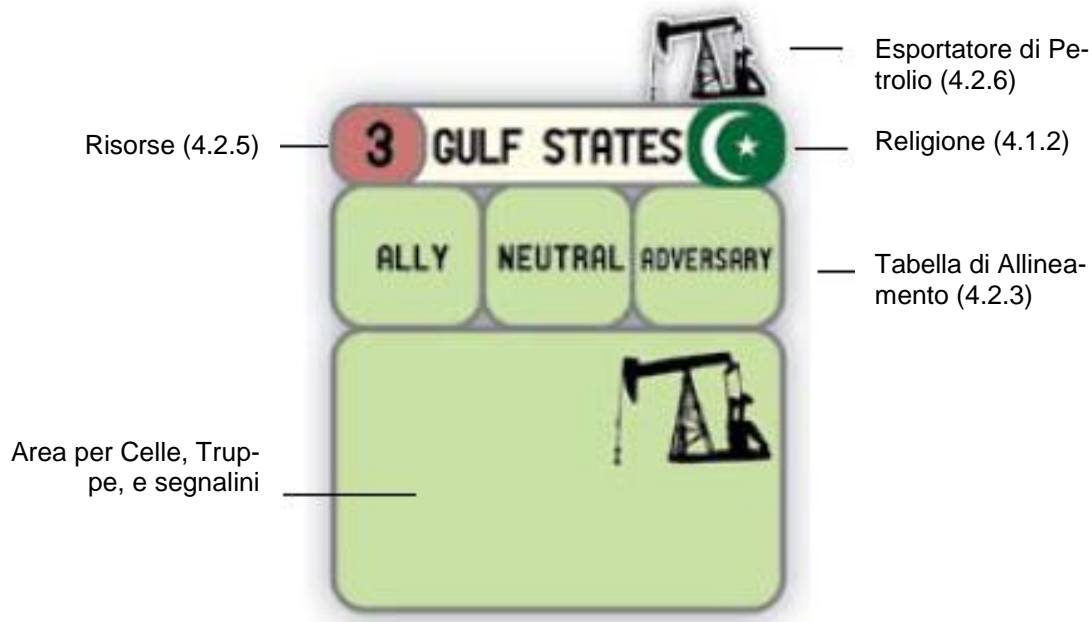 Esportatore di Pe-
trolio (4.2.6)
Risorse (4.2.5)
3 GULF STATES
Religione (4.1.2)
ALLY NEUTRAL ADVERSARY
Tabella di Allinea-
mento (4.2.3)
Area per Celle, Trup-
pe, e segnalini